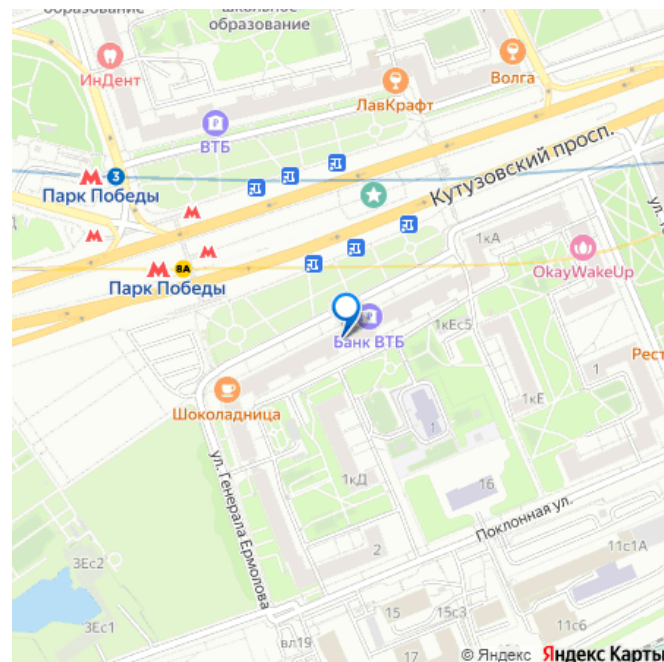 образование
школьное
образование
ИнДент
Волга
ЛавКрафт
ВТБ
Кутузовский просп.
3
Парк Победы
ул.
1кА
8А
OkayWakeUp
Парк Победы
1кЕс5
Банк ВТБ
Рест
1
Шоколадница
1кЕ
1
1кД
16
ул. Генерала Ермолова
Поклонная ул.
2
11с1А
3Ес2
15
15с3
11с6
3Ес1
вл19
17
© Яндекс Яндекс Карты